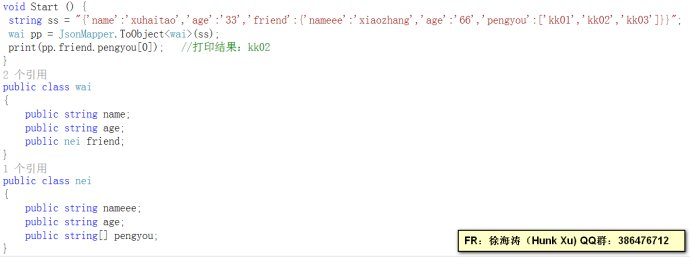 void Start () {
string ss = "{'name':'xuhaitao','age':'33','friend':{'nameee':'xiaozhang','age':'66','pengyou':['kk01','kk02','kk03']}}";
wai pp = JsonMapper.ToObject<wai>(ss);
print(pp.friend.pengyou[0]);   //打印结果：kk02
}
2 个引用
public class wai
{
public string name;
public string age;
public nei friend;
}
1 个引用
public class nei
{
public string nameee;
public string age;
public string[] pengyou;
}
FR：徐海涛（Hunk Xu) QQ群：386476712